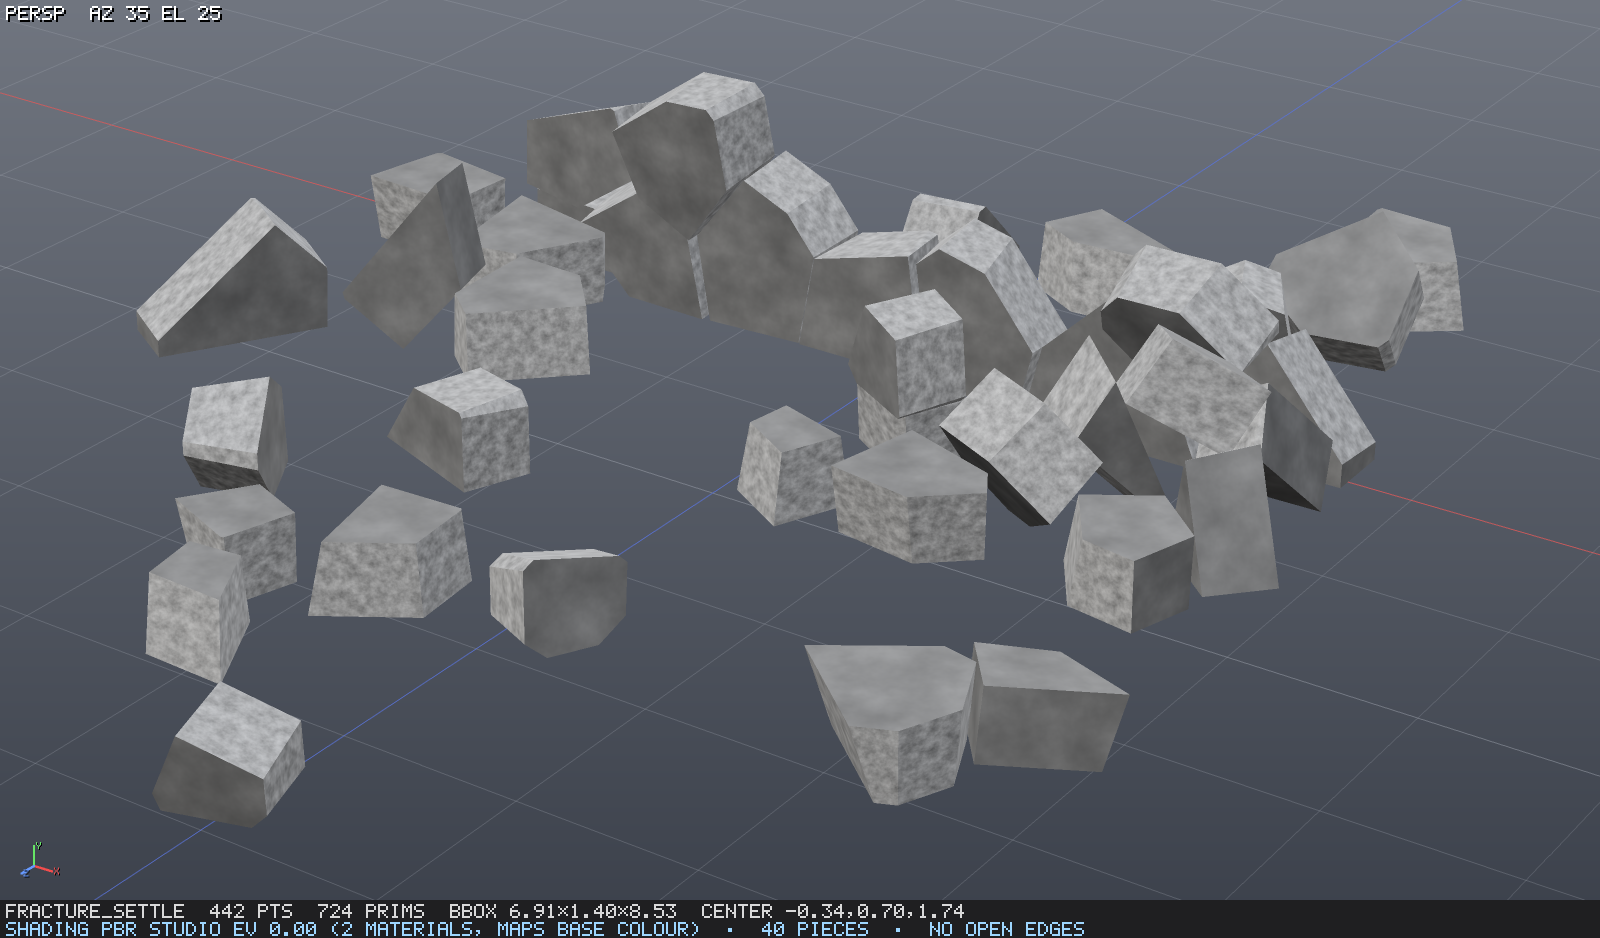 PERSP AZ 35 EL 25
Y
X
Z
FRACTURE_SETTLE 442 PTS 724 PRIMS BBOX 6.91×1.40×8.53 CENTER -0.34,0.70,1.74
SHADING PBR STUDIO EV 0.00 (2 MATERIALS, MAPS BASE COLOUR) · 40 PIECES · NO OPEN EDGES